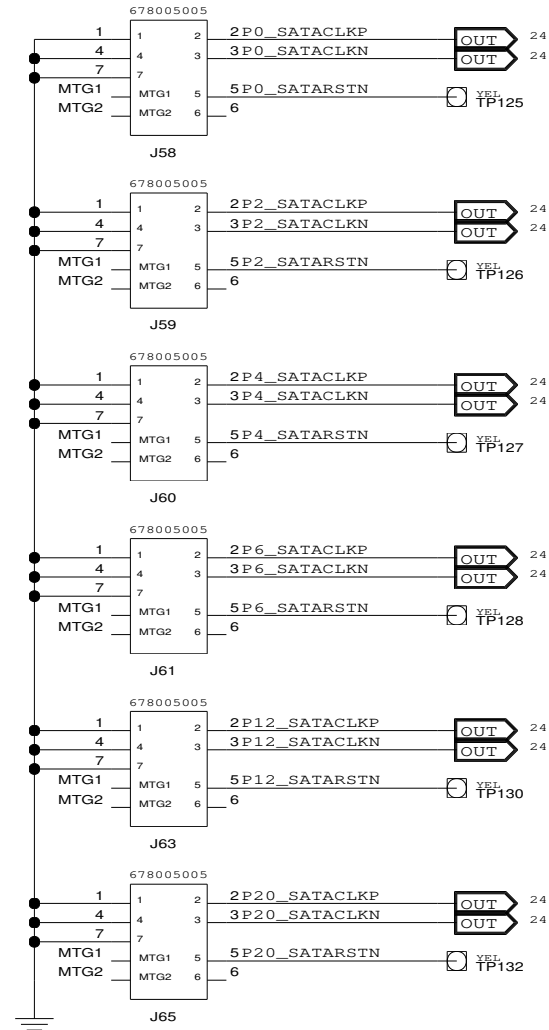 678005005
1 1 2 2P0_SATACLKP OUT 24
4 4 3 3P0_SATACLKN OUT 24
7 7
MTG1 MTG1 5 5P0_SATARSTN YEL TP125
MTG2 MTG2 6 6
J58
678005005
1 1 2 2P2_SATACLKP OUT 24
4 4 3 3P2_SATACLKN OUT 24
7 7
MTG1 MTG1 5 5P2_SATARSTN YEL TP126
MTG2 MTG2 6 6
J59
678005005
1 1 2 2P4_SATACLKP OUT 24
4 4 3 3P4_SATACLKN OUT 24
7 7
MTG1 MTG1 5 5P4_SATARSTN YEL TP127
MTG2 MTG2 6 6
J60
678005005
1 1 2 2P6_SATACLKP OUT 24
4 4 3 3P6_SATACLKN OUT 24
7 7
MTG1 MTG1 5 5P6_SATARSTN YEL TP128
MTG2 MTG2 6 6
J61
678005005
1 1 2 2P12_SATACLKP OUT 24
4 4 3 3P12_SATACLKN OUT 24
7 7
MTG1 MTG1 5 5P12_SATARSTN YEL TP130
MTG2 MTG2 6 6
J63
678005005
1 1 2 2P20_SATACLKP OUT 24
4 4 3 3P20_SATACLKN OUT 24
7 7
MTG1 MTG1 5 5P20_SATARSTN YEL TP132
MTG2 MTG2 6 6
J65